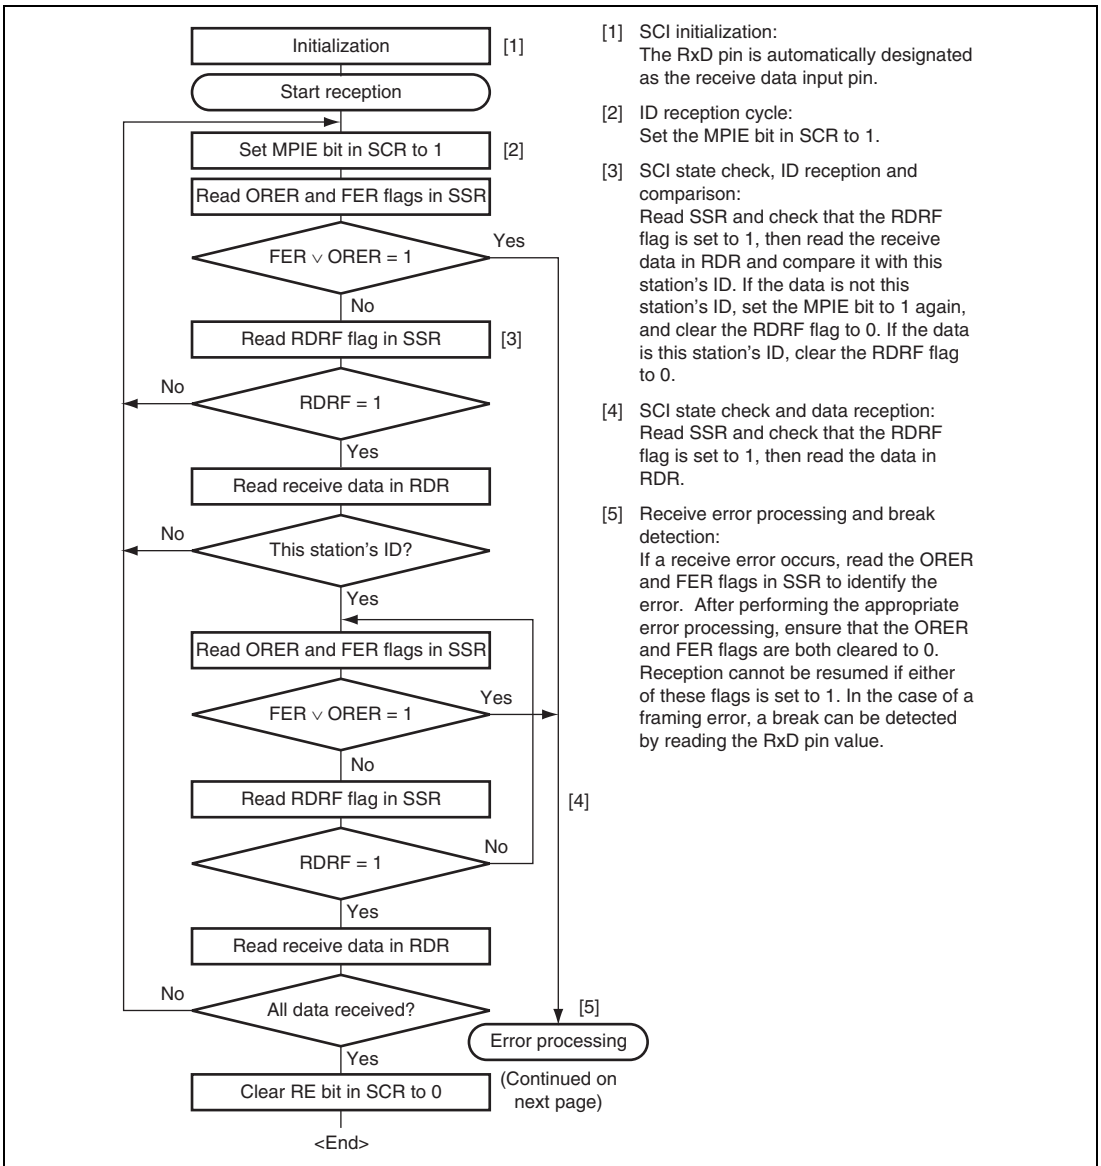 Initialization [1]
Start reception
Set MPIE bit in SCR to 1 [2]
Read ORER and FER flags in SSR
FER ∨ ORER = 1
Yes
No
Read RDRF flag in SSR [3]
No
RDRF = 1
Yes
Read receive data in RDR
No
This station's ID?
Yes
Read ORER and FER flags in SSR
Yes
FER ∨ ORER = 1
No
Read RDRF flag in SSR
[4]
No
RDRF = 1
Yes
Read receive data in RDR
No
All data received?
[5]
Error processing
Yes
(Continued on
next page)
Clear RE bit in SCR to 0
<End>
[1] SCI initialization:
The RxD pin is automatically designated
as the receive data input pin.
[2] ID reception cycle:
Set the MPIE bit in SCR to 1.
[3] SCI state check, ID reception and
comparison:
Read SSR and check that the RDRF
flag is set to 1, then read the receive
data in RDR and compare it with this
station's ID. If the data is not this
station's ID, set the MPIE bit to 1 again,
and clear the RDRF flag to 0. If the data
is this station's ID, clear the RDRF flag
to 0.
[4] SCI state check and data reception:
Read SSR and check that the RDRF
flag is set to 1, then read the data in
RDR.
[5] Receive error processing and break
detection:
If a receive error occurs, read the ORER
and FER flags in SSR to identify the
error. After performing the appropriate
error processing, ensure that the ORER
and FER flags are both cleared to 0.
Reception cannot be resumed if either
of these flags is set to 1. In the case of a
framing error, a break can be detected
by reading the RxD pin value.